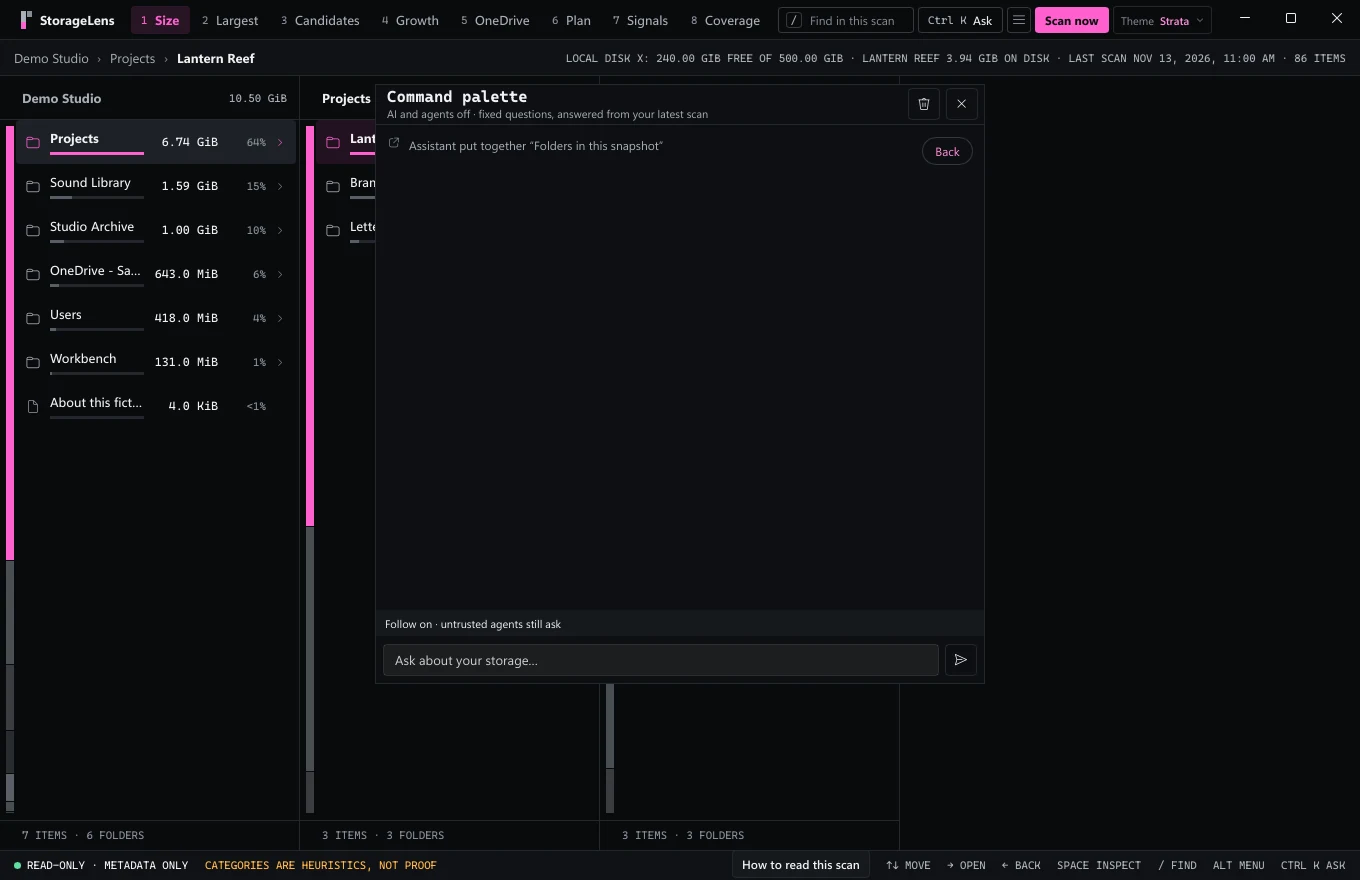 StorageLens 1 Size 2 Largest 3 Candidates 4 Growth 5 OneDrive 6 Plan 7 Signals 8 Coverage / Find in this scan Ctrl K Ask Scan now Theme Strata
Demo Studio › Projects › Lantern Reef
LOCAL DISK X: 240.00 GIB FREE OF 500.00 GIB · LANTERN REEF 3.94 GIB ON DISK · LAST SCAN NOV 13, 2026, 11:00 AM · 86 ITEMS
Demo Studio 10.50 GiB
Projects 6.74 GiB 64%
Sound Library 1.59 GiB 15%
Studio Archive 1.00 GiB 10%
OneDrive - Sa... 643.0 MiB 6%
Users 418.0 MiB 4%
Workbench 131.0 MiB 1%
About this fict... 4.0 KiB <1%
7 ITEMS · 6 FOLDERS
Projects
Lant
Bran
Lette
3 ITEMS · 3 FOLDERS
3 ITEMS · 3 FOLDERS
Command palette
AI and agents off · fixed questions, answered from your latest scan
Assistant put together “Folders in this snapshot”
Back
Follow on · untrusted agents still ask
Ask about your storage...
READ-ONLY · METADATA ONLY CATEGORIES ARE HEURISTICS, NOT PROOF How to read this scan ↑↓ MOVE → OPEN ← BACK SPACE INSPECT / FIND ALT MENU CTRL K ASK